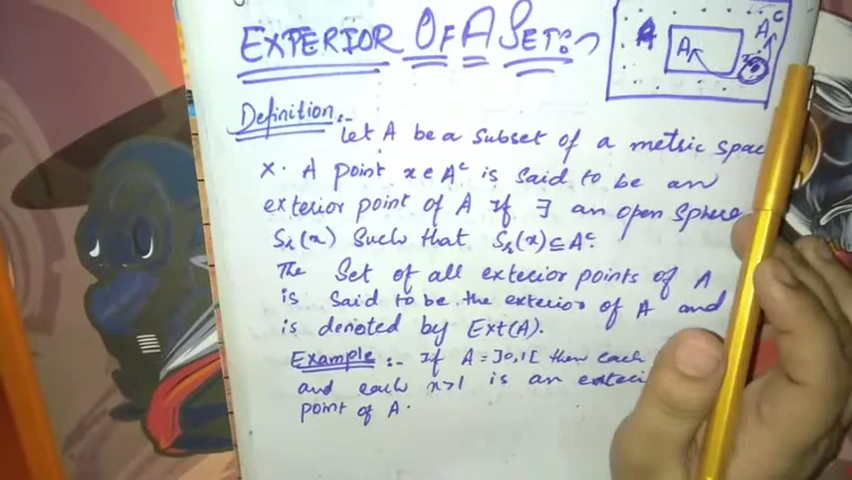 EXTERIOR OF A SET:~
A
A
A^c
Definition:-
Let A be a subset of a metric spac
X. A point x ∈ A^c is said to be an
exterior point of A If ∃ an open sphere
Sr(x) such that Sr(x) ⊆ A^c.
The Set of all exterior points of A
is said to be the exterior of A and
is denoted by Ext(A).
Example:- If A = ]0,1[ then each
and each x>1 is an exteri
point of A.